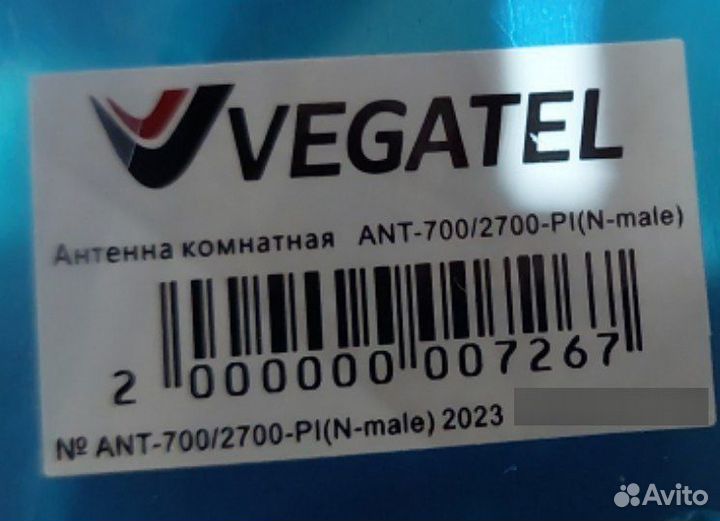 VEGATEL
Антенна комнатная ANT-700/2700-PI(N-male)
2 000000 007267
№ ANT-700/2700-PI(N-male) 2023
Avito